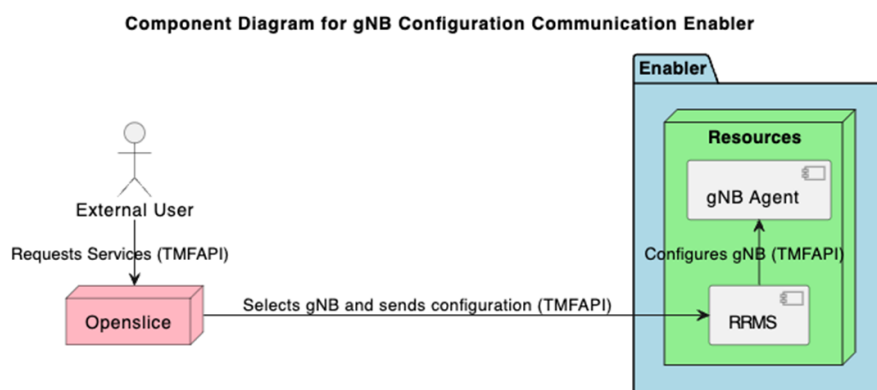 Component Diagram for gNB Configuration Communication Enabler
Enabler
Resources
gNB Agent
External User
Requests Services (TMFAPI)
Configures gNB (TMFAPI)
Selects gNB and sends configuration (TMFAPI)
Openslice
RRMS